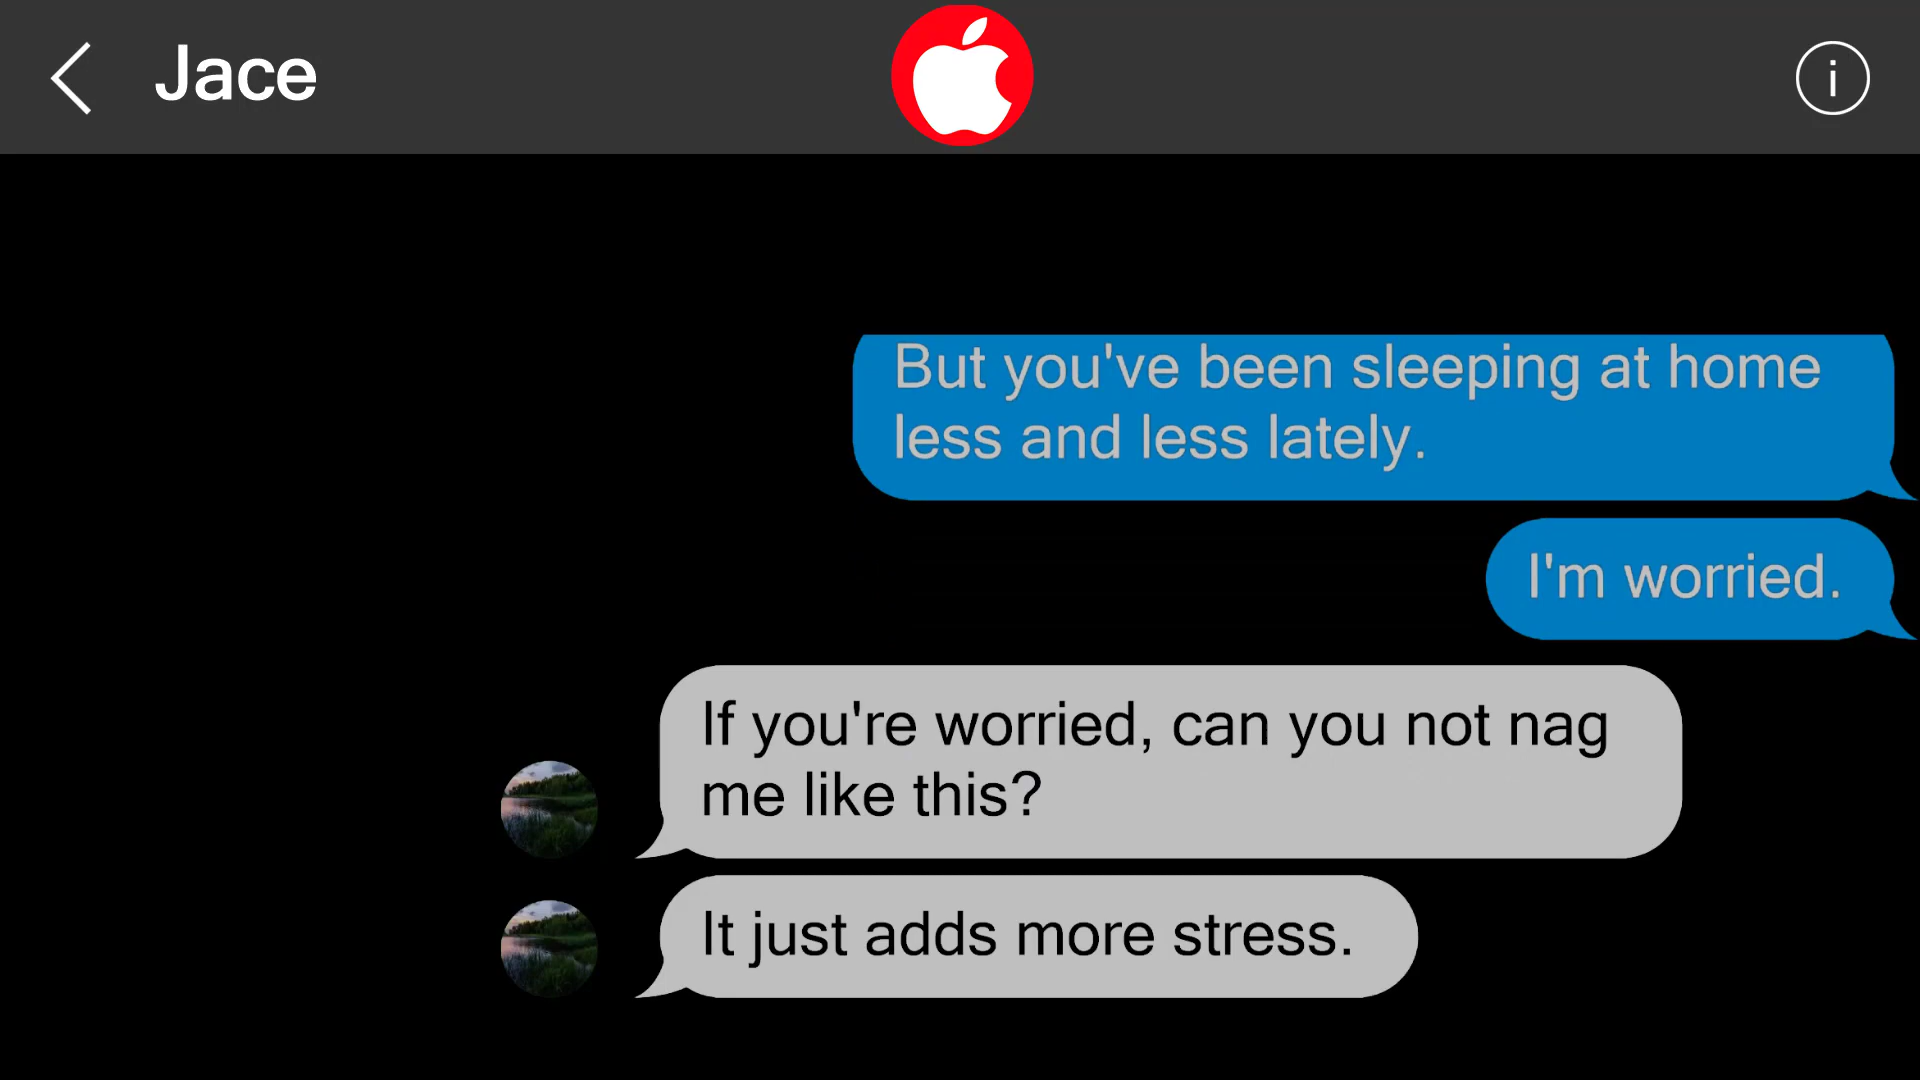 Jace
i
But you've been sleeping at home
less and less lately.
I'm worried.
If you're worried, can you not nag
me like this?
It just adds more stress.